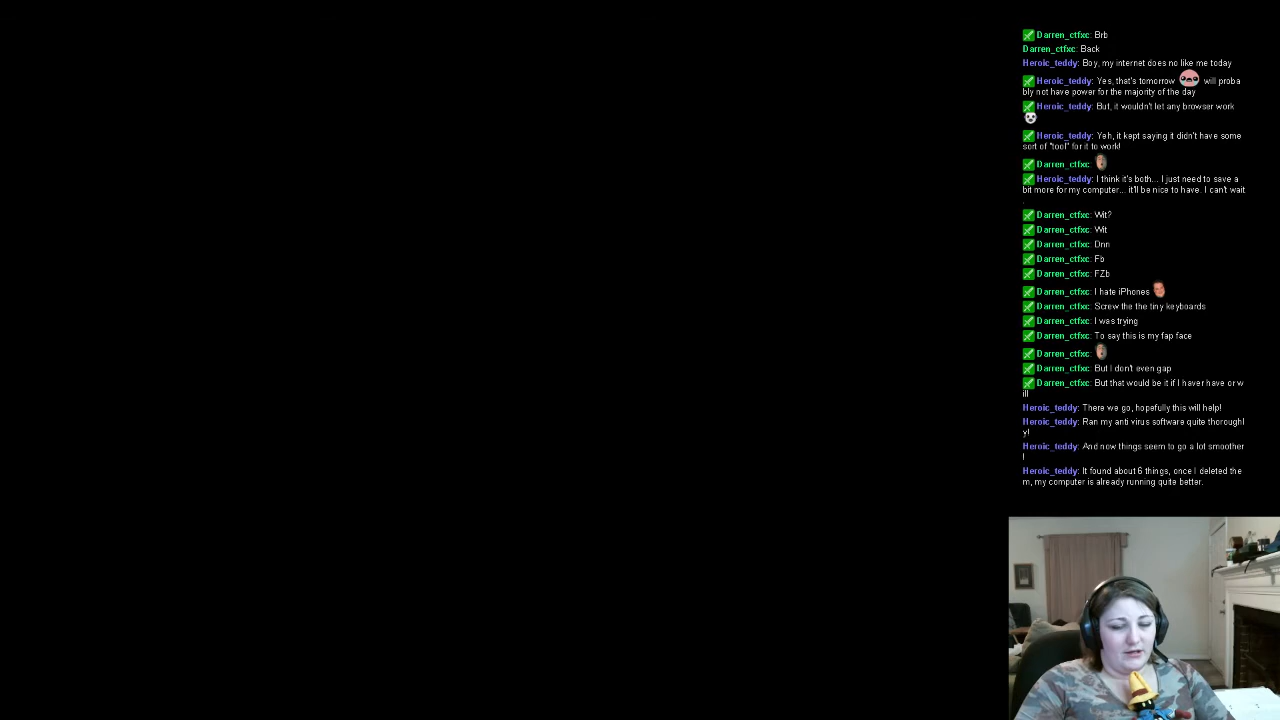 Darren_ctfxc: Brb
Darren_ctfxc: Back
Heroic_teddy: Boy, my internet does no like me today
Heroic_teddy: Yes, that's tomorrow will proba
bly not have power for the majority of the day
Heroic_teddy: But, it wouldn't let any browser work
Heroic_teddy: Yeh, it kept saying it didn't have some
sort of "tool" for it to work!
Darren_ctfxc:
Heroic_teddy: I think it's both... I just need to save a
bit more for my computer... it'll be nice to have. I can't wait
.
Darren_ctfxc: Wit?
Darren_ctfxc: Wit
Darren_ctfxc: Dnn
Darren_ctfxc: Fb
Darren_ctfxc: FZb
Darren_ctfxc: I hate iPhones
Darren_ctfxc: Screw the the tiny keyboards
Darren_ctfxc: I was trying
Darren_ctfxc: To say this is my fap face
Darren_ctfxc:
Darren_ctfxc: But I don't even gap
Darren_ctfxc: But that would be it if I haver have or w
ill
Heroic_teddy: There we go, hopefully this will help!
Heroic_teddy: Ran my anti virus software quite thoroughl
y!
Heroic_teddy: And now things seem to go a lot smoother
!
Heroic_teddy: It found about 6 things, once I deleted the
m, my computer is already running quite better.